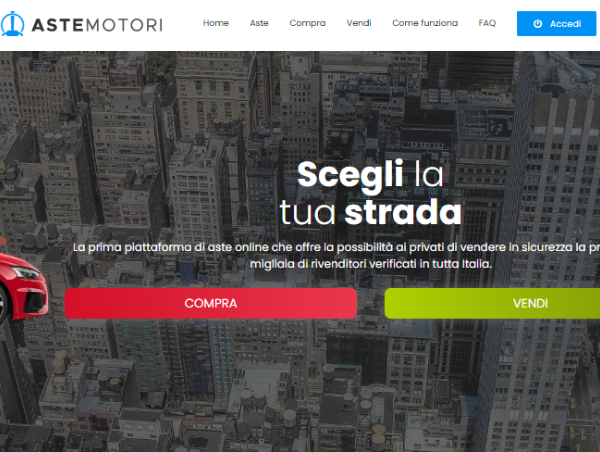 ASTEMOTORI
Home Aste Compra Vendi Come funziona FAQ Accedi
Scegli la
tua strada
La prima piattaforma di aste online che offre la possibilità ai privati di vendere in sicurezza la
migliaia di rivenditori verificati in tutta Italia.
COMPRA VENDI